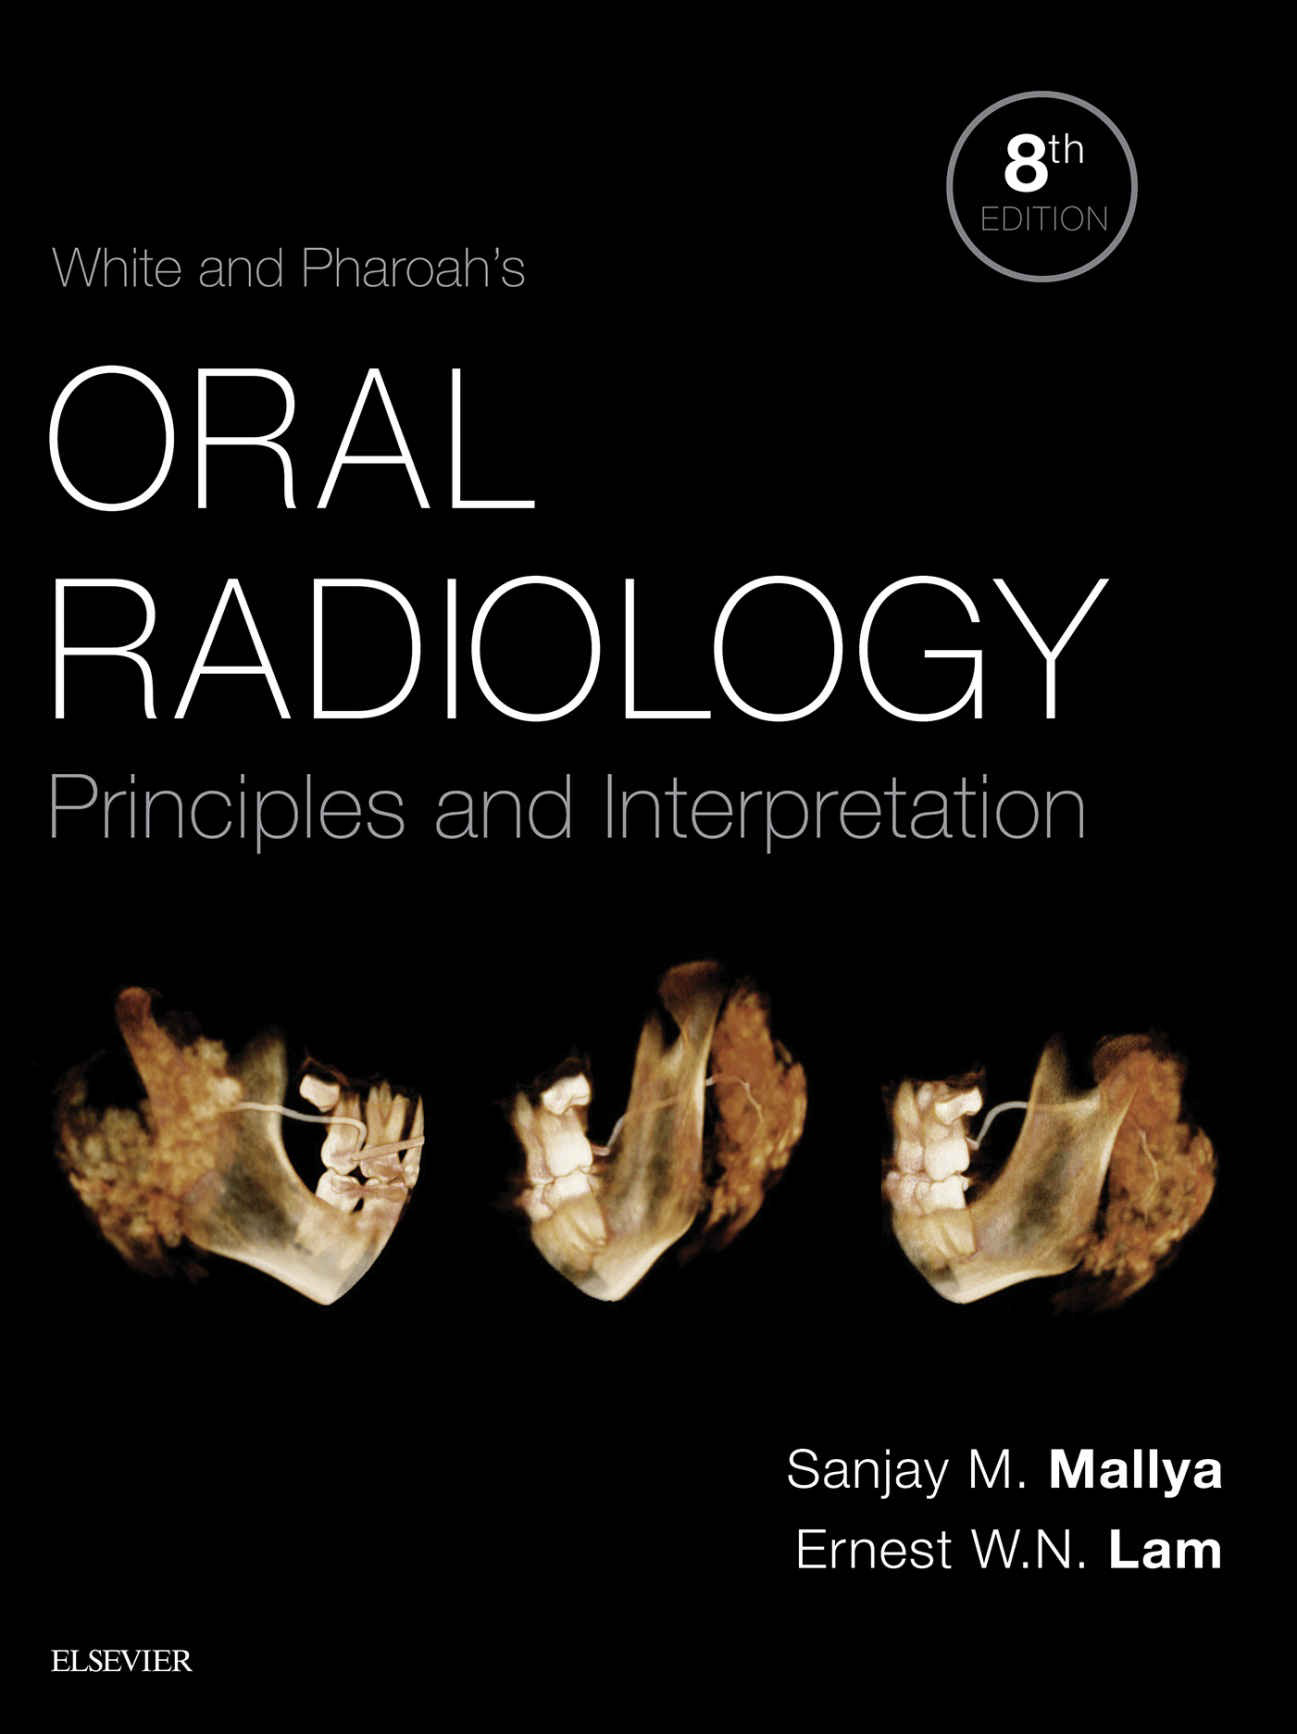 8th
EDITION
White and Pharoah's
ORAL
RADIOLOGY
Principles and Interpretation
Sanjay M. Mallya
Ernest W.N. Lam
ELSEVIER